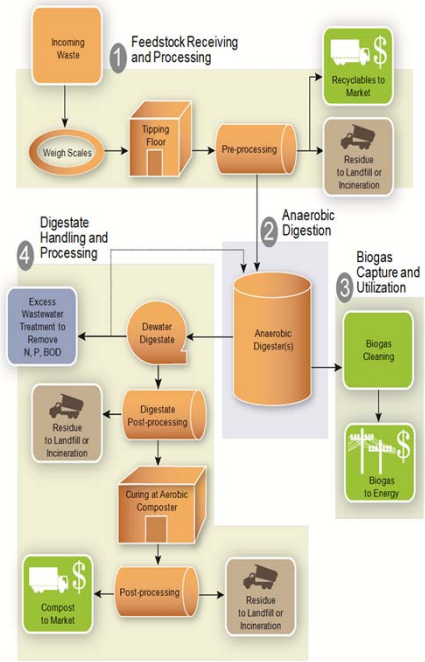 Incoming
Waste
1
Feedstock Receiving
and Processing
$
Recyclables to
Market
Weigh Scales
Tipping
Floor
Pre-processing
Residue
to Landfill or
Incineration
Digestate
Handling and
Processing
4
2
Anaerobic
Digestion
Biogas
Capture and
Utilization
3
Excess
Wastewater
Treatment to
Remove
N, P, BOD
Dewater
Digestate
Anaerobic
Digester(s)
Biogas
Cleaning
Residue
to Landfill or
Incineration
Digestate
Post-processing
$
Biogas
to Energy
Curing at Aerobic
Composter
$
Compost
to Market
Post-processing
Residue
to Landfill or
Incineration